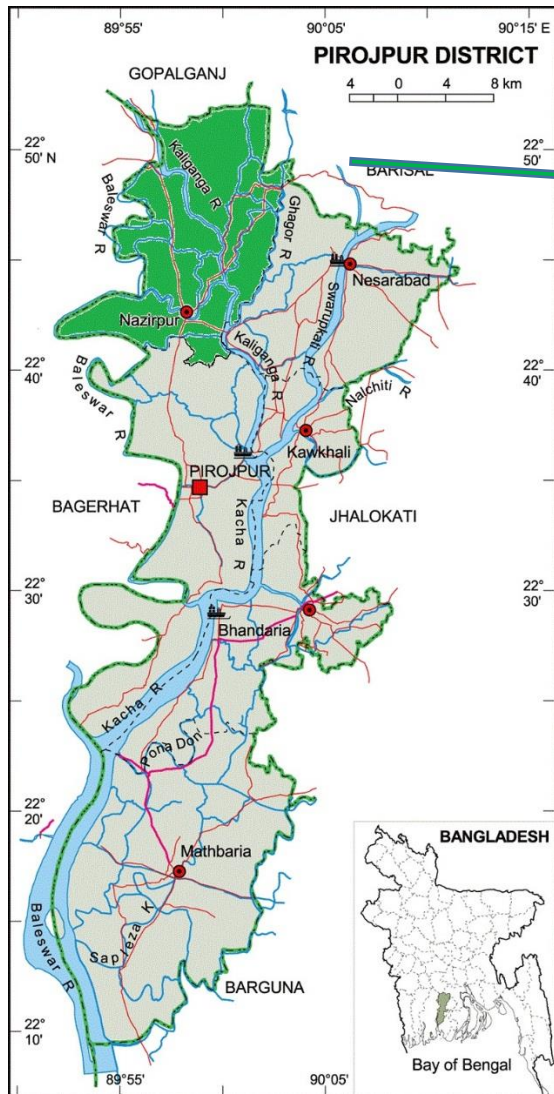 89°55'
90°05'
90°15' E
GOPALGANJ
PIROJPUR DISTRICT
4 0 4 8 km
22°
50' N
22°
50'
BARISAL
Kaliganga R
Baleswar R
Ghagor R
Nesarabad
Swarupkali R
Nazirpur
Kaliganga R
22°
40'
22°
40'
Baleswar R
Nalchiti R
Kawkhali
PIROJPUR
BAGERHAT
Kacha R
JHALOKATI
22°
30'
22°
30'
Bhandaria
Kacha R
Pona Don
22°
20'
22°
20'
BANGLADESH
Mathbaria
Sapleza K
Baleswar R
BARGUNA
22°
10'
Bay of Bengal
89°55'
90°05'